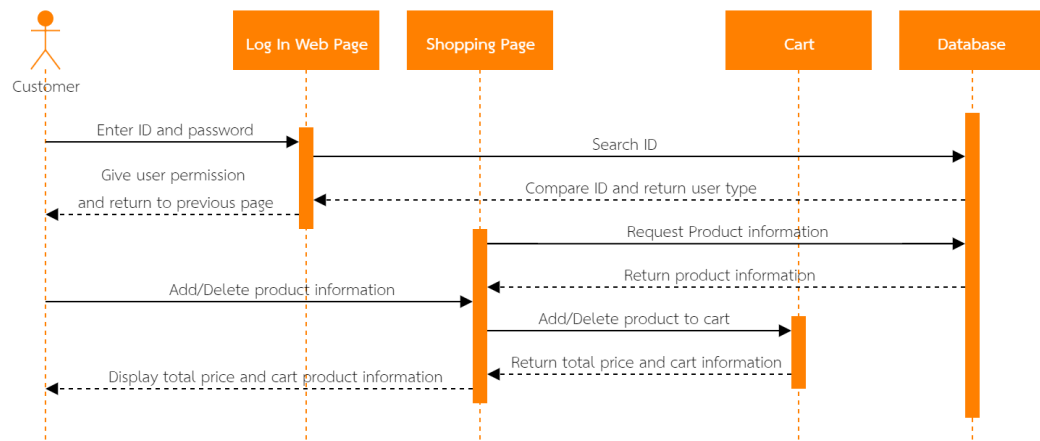 Log In Web Page
Shopping Page
Cart
Database
Customer
Enter ID and password
Search ID
Give user permission
and return to previous page
Compare ID and return user type
Request Product information
Return product information
Add/Delete product information
Add/Delete product to cart
Return total price and cart information
Display total price and cart product information